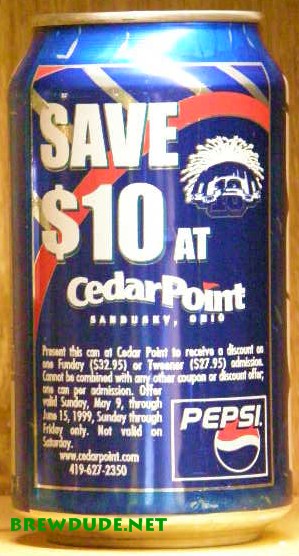 SAVE
$10 AT
CedarPoint
SANDUSKY, OHIO
Present this can at Cedar Point to receive a discount on
one Funday ($32.95) or Tweener ($27.95) admission.
Cannot be combined with any other coupon or discount offer;
one can per admission. Offer
valid Sunday, May 9, through
June 15, 1999, Sunday through
Friday only. Not valid on
Saturday.
www.cedarpoint.com
419-627-2350
PEPSI
BREWDUDE.NET